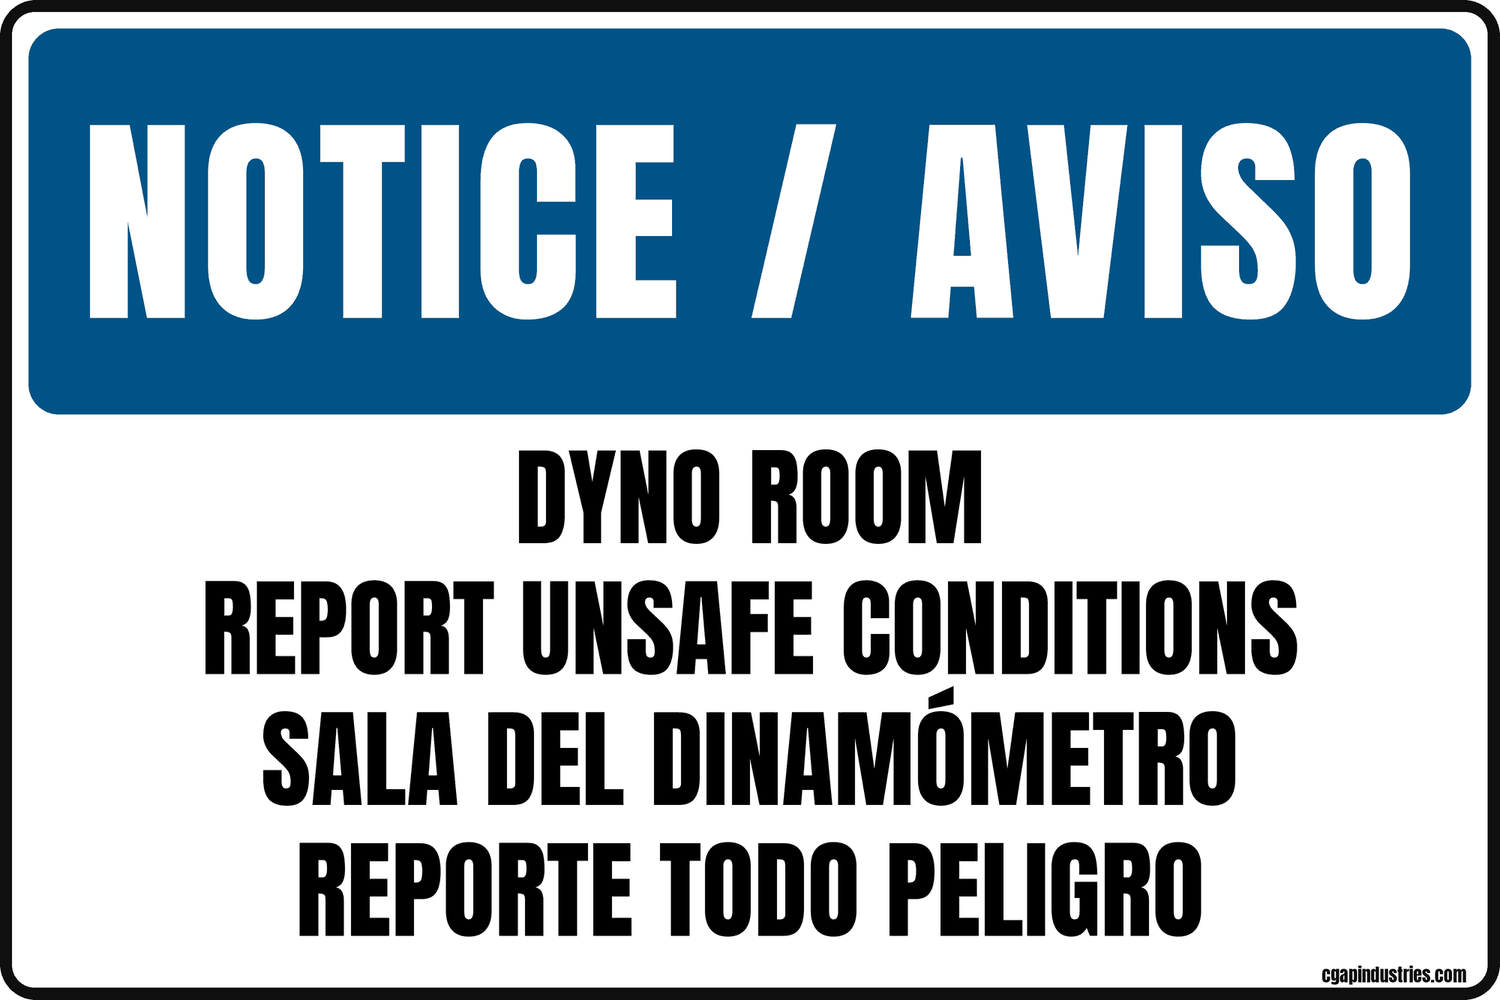 NOTICE / AVISO
DYNO ROOM
REPORT UNSAFE CONDITIONS
SALA DEL DINAMÓMETRO
REPORTE TODO PELIGRO
cgapindustries.com